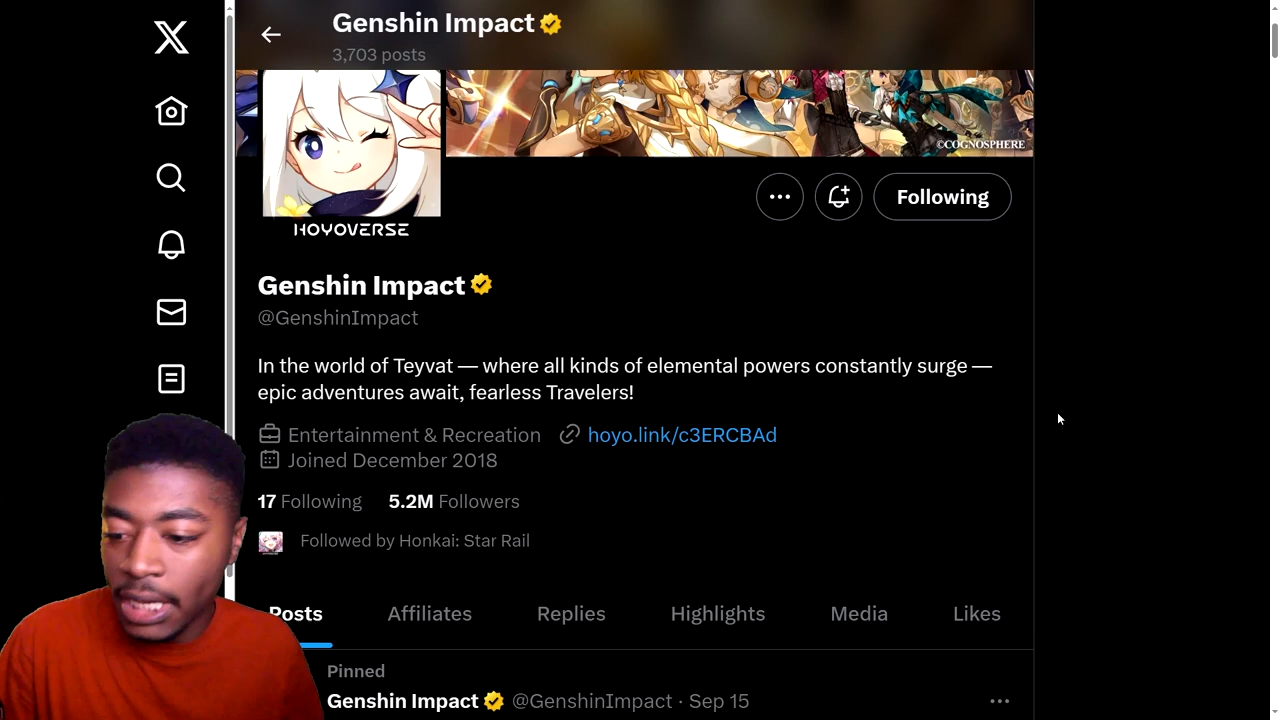 Genshin Impact
3,703 posts
©COGNOSPHERE
HOYOVERSE
Following
Genshin Impact
@GenshinImpact
In the world of Teyvat — where all kinds of elemental powers constantly surge —
epic adventures await, fearless Travelers!
Entertainment & Recreation hoyo.link/c3ERCBAd
Joined December 2018
17 Following 5.2M Followers
Followed by Honkai: Star Rail
Posts Affiliates Replies Highlights Media Likes
Pinned
Genshin Impact @GenshinImpact · Sep 15